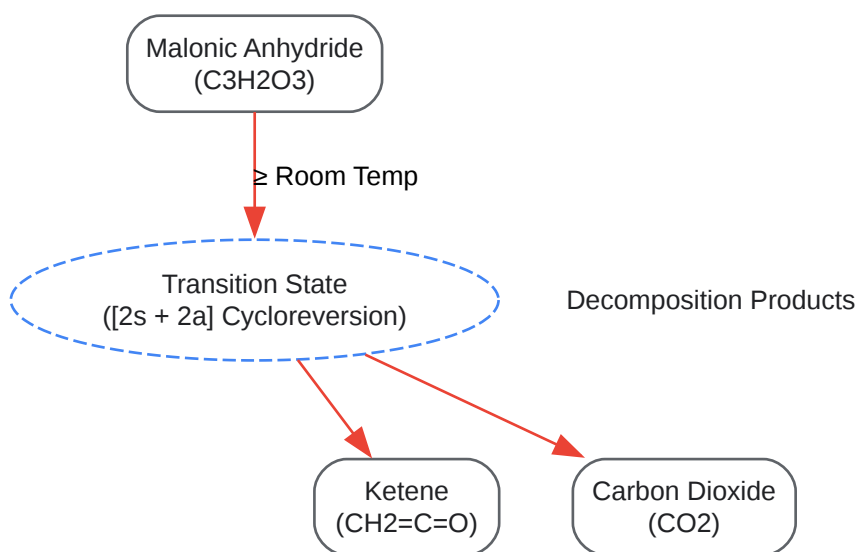 Malonic Anhydride
(C3H2O3)
≥ Room Temp
Transition State
([2s + 2a] Cycloreversion)
Decomposition Products
Ketene
(CH2=C=O)
Carbon Dioxide
(CO2)